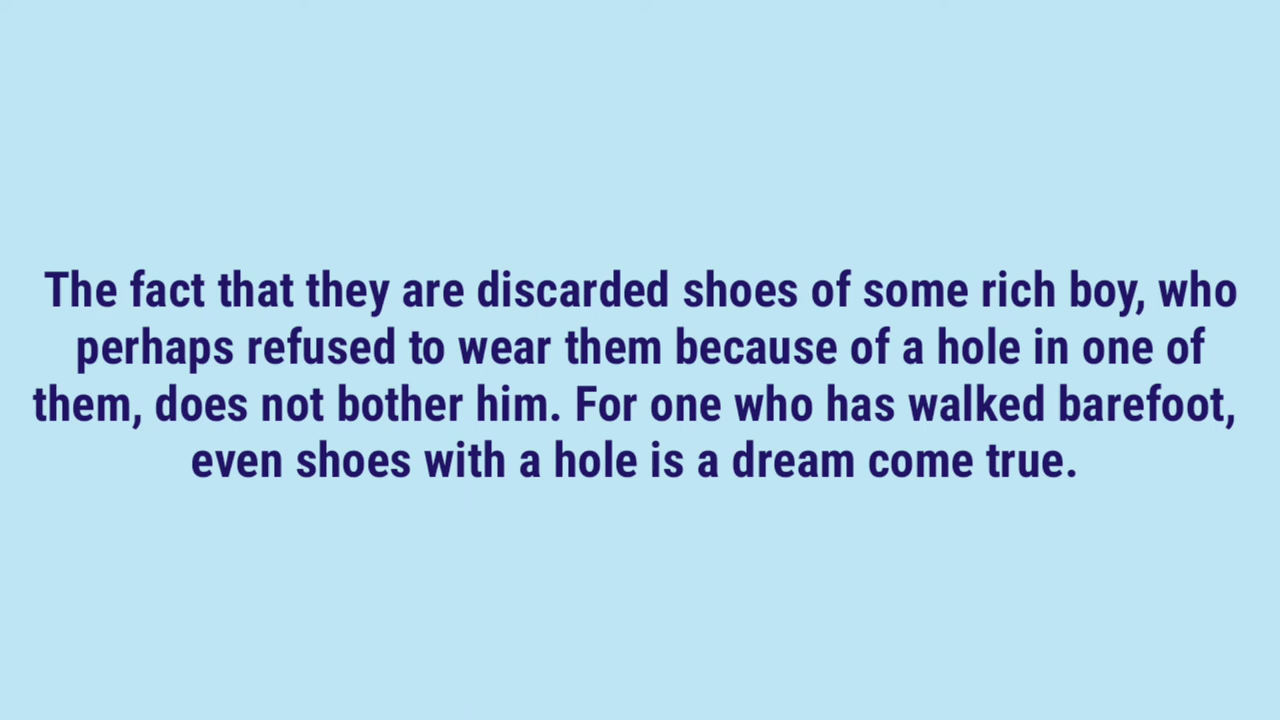 The fact that they are discarded shoes of some rich boy, who
perhaps refused to wear them because of a hole in one of
them, does not bother him. For one who has walked barefoot,
even shoes with a hole is a dream come true.